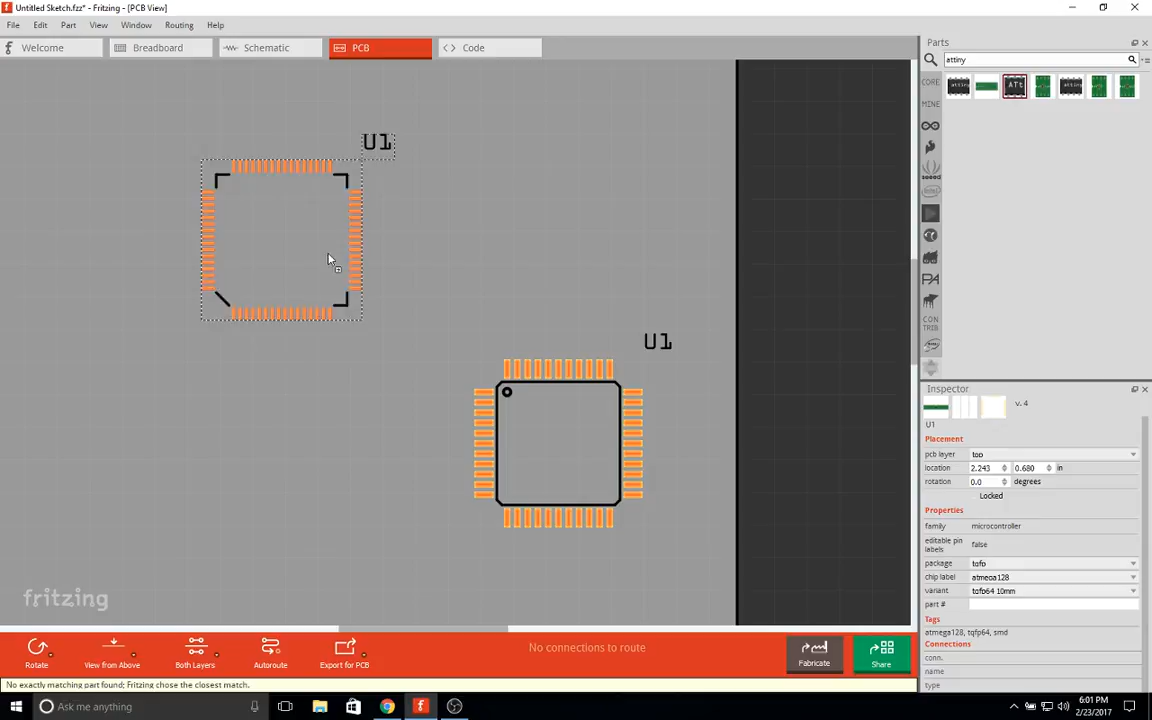 Untitled Sketch.fzz* - Fritzing - [PCB View]
File Edit Part View Window Routing Help
Welcome Breadboard Schematic PCB Code
Parts
attiny
CORE
MINE
ATt
PA
CON
TRIB
U1
U1
Inspector
v. 4
U1
Placement
pcb layer top
location 2.243 0.680 in
rotation 0.0 degrees
Locked
Properties
family microcontroller
editable pin
labels false
package tqfp
chip label atmega128
variant tqfp64 10mm
part #
Tags
atmega128, tqfp64, smd
Connections
conn.
name
type
fritzing
No connections to route
Rotate View from Above Both Layers Autoroute Export for PCB Fabricate Share
No exactly matching part found; Fritzing chose the closest match.
Ask me anything
6:01 PM
2/23/2017